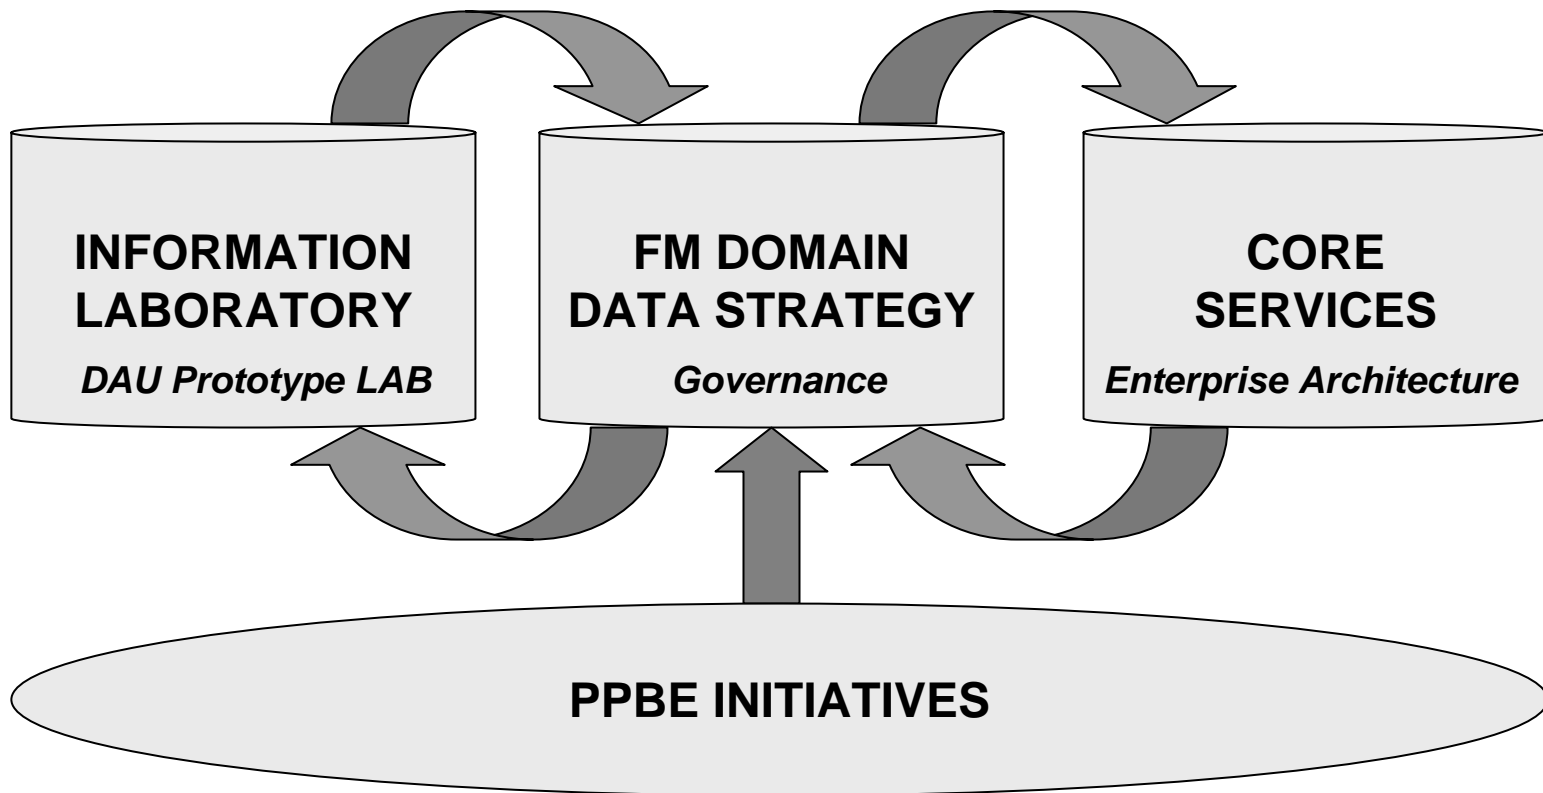 INFORMATION
LABORATORY
DAU Prototype LAB
FM DOMAIN
DATA STRATEGY
Governance
CORE
SERVICES
Enterprise Architecture
PPBE INITIATIVES